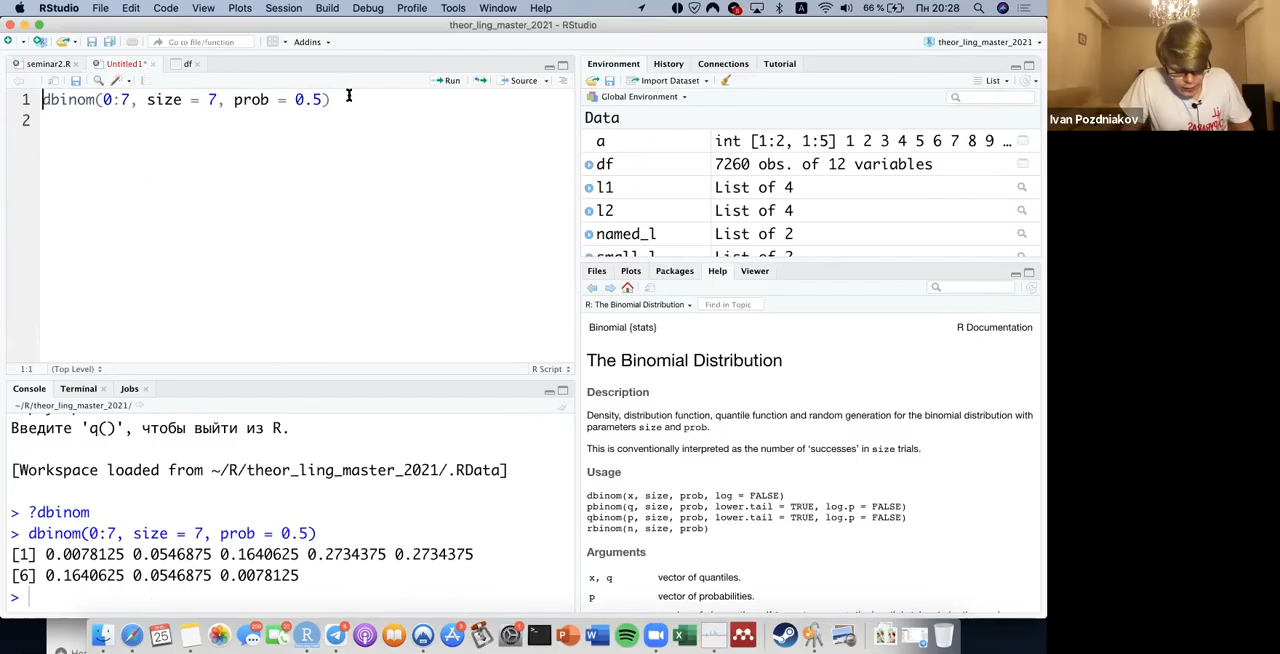 RStudio File Edit Code View Plots Session Build Debug Profile Tools Window Help 66 % Пн 20:28
theor_ling_master_2021 - RStudio
Go to file/function Addins theor_ling_master_2021
seminar2.R Untitled1* df
Run Source
1 dbinom(0:7, size = 7, prob = 0.5)
2
1:1 (Top Level) R Script
Console Terminal Jobs
~/R/theor_ling_master_2021/
Введите 'q()', чтобы выйти из R.
[Workspace loaded from ~/R/theor_ling_master_2021/.RData]
> ?dbinom
> dbinom(0:7, size = 7, prob = 0.5)
[1] 0.0078125 0.0546875 0.1640625 0.2734375 0.2734375
[6] 0.1640625 0.0546875 0.0078125
>
Environment History Connections Tutorial
Import Dataset List
Global Environment
Data
a int [1:2, 1:5] 1 2 3 4 5 6 7 8 9 …
df 7260 obs. of 12 variables
l1 List of 4
l2 List of 4
named_l List of 2
Files Plots Packages Help Viewer
R: The Binomial Distribution Find in Topic
Binomial {stats} R Documentation
The Binomial Distribution
Description
Density, distribution function, quantile function and random generation for the binomial distribution with
parameters size and prob.
This is conventionally interpreted as the number of ‘successes’ in size trials.
Usage
dbinom(x, size, prob, log = FALSE)
pbinom(q, size, prob, lower.tail = TRUE, log.p = FALSE)
qbinom(p, size, prob, lower.tail = TRUE, log.p = FALSE)
rbinom(n, size, prob)
Arguments
x, q vector of quantiles.
p vector of probabilities.
Ivan Pozdniakov